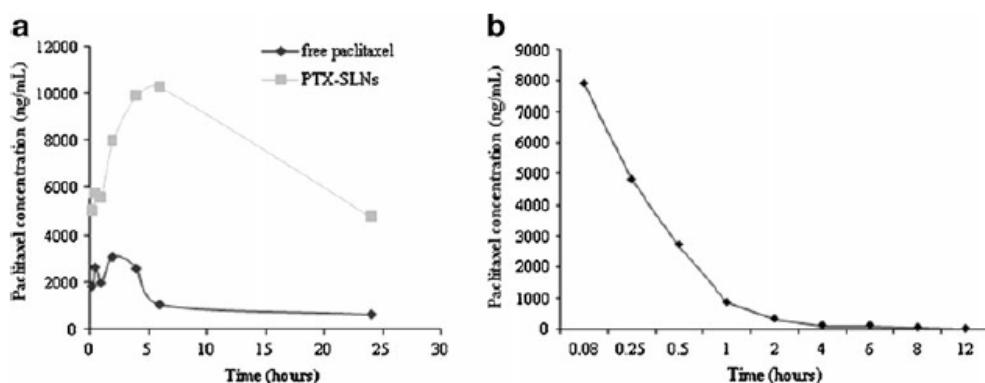 a
12000
10000
8000
6000
4000
2000
0
Paclitaxel concentration (ng/mL)
free paclitaxel
PTX-SLNs
0 5 10 15 20 25 30
Time (hours)
b
9000
8000
7000
6000
5000
4000
3000
2000
1000
0
Paclitaxel concentration (ng/mL)
0.08 0.25 0.5 1 2 4 6 8 12
Time (hours)